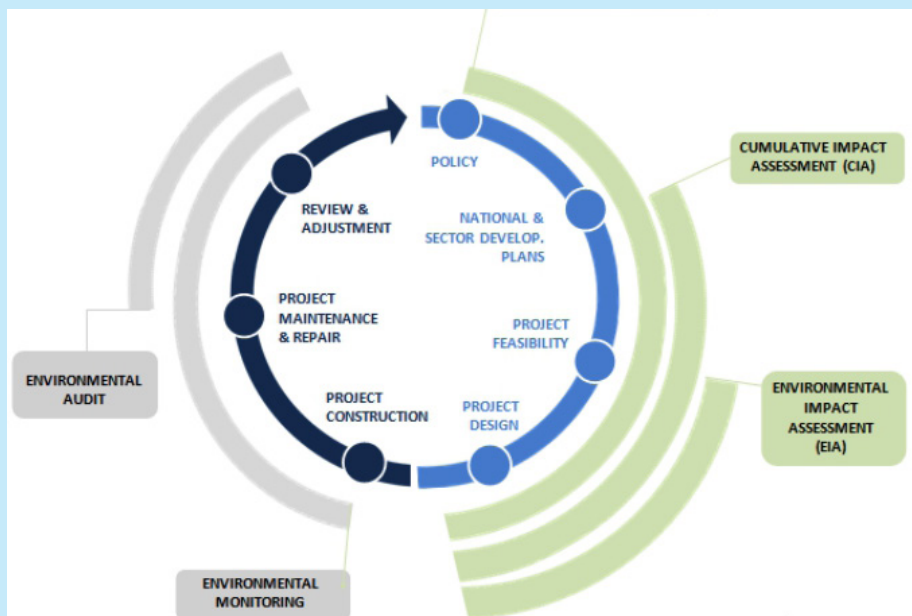 POLICY
NATIONAL &
SECTOR DEVELOP.
PLANS
PROJECT
FEASIBILITY
PROJECT
DESIGN
PROJECT
CONSTRUCTION
PROJECT
MAINTENANCE
& REPAIR
REVIEW &
ADJUSTMENT
CUMULATIVE IMPACT
ASSESSMENT (CIA)
ENVIRONMENTAL
IMPACT
ASSESSMENT
(EIA)
ENVIRONMENTAL
MONITORING
ENVIRONMENTAL
AUDIT